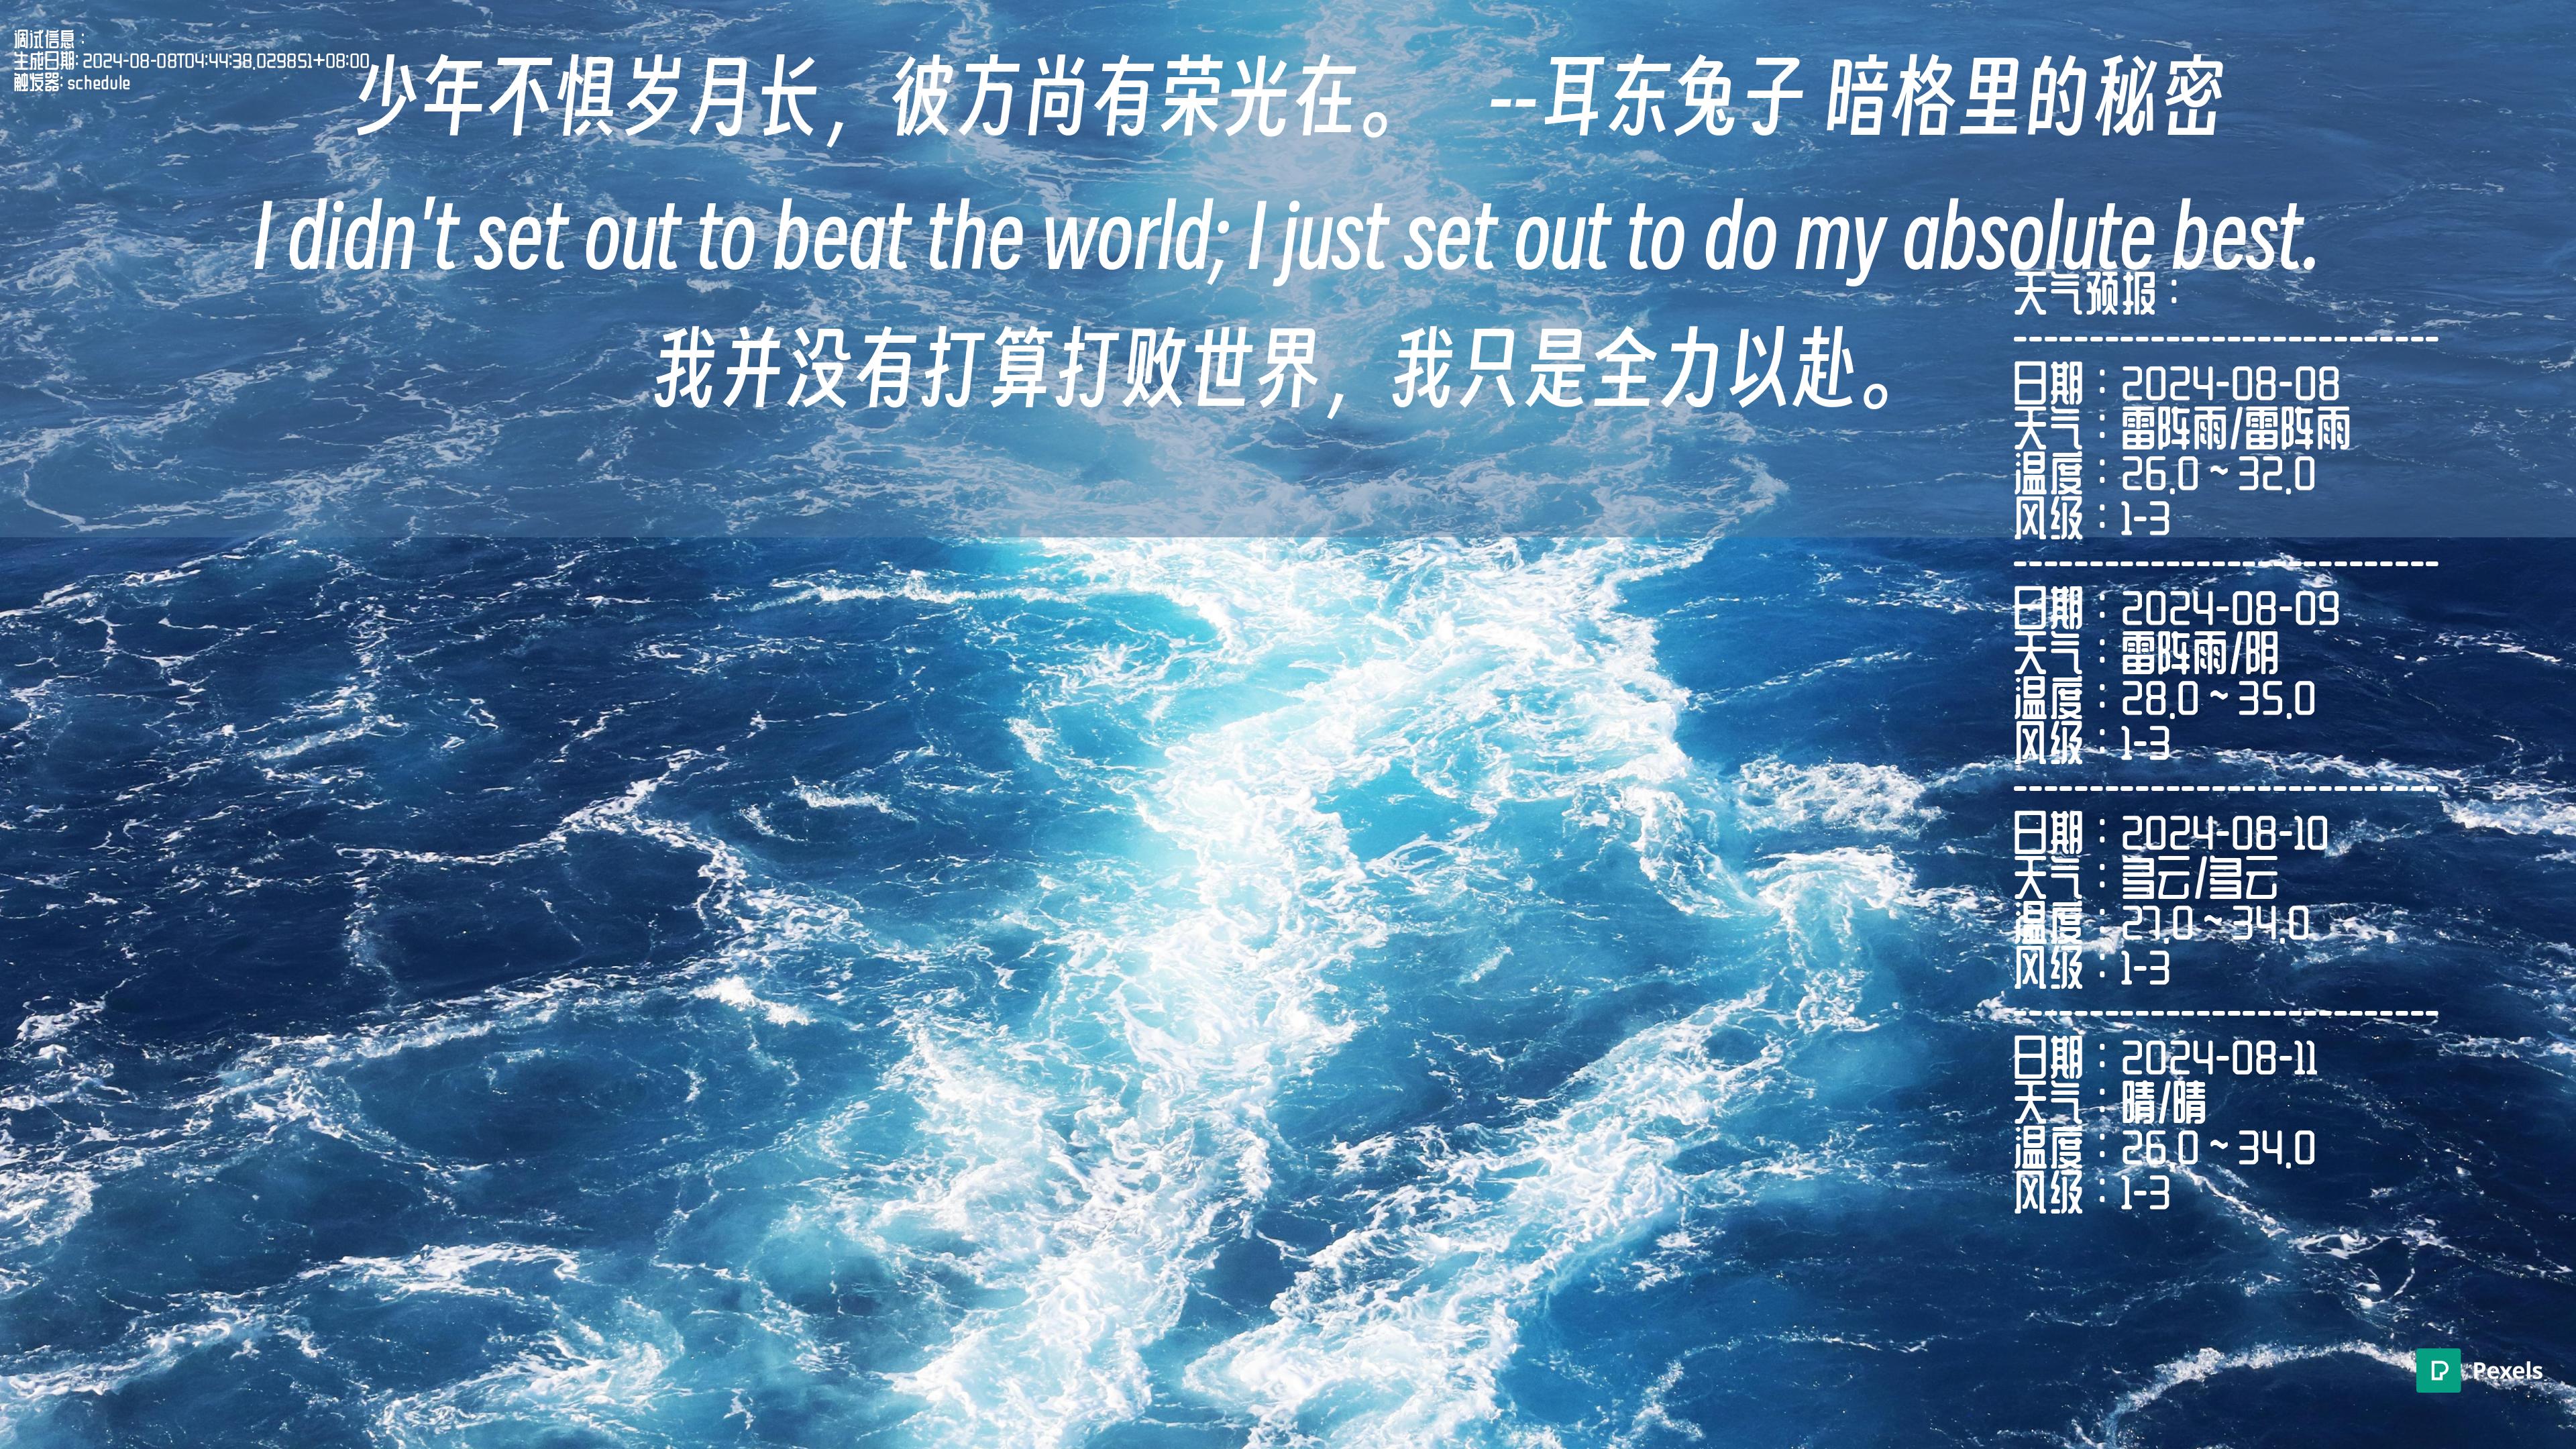 调试信息：
生成日期: 2024-08-08T04:44:38.029851+08:00
触发器: schedule
少年不惧岁月长，彼方尚有荣光在。 --耳东兔子 暗格里的秘密
I didn't set out to beat the world; I just set out to do my absolute best.
我并没有打算打败世界，我只是全力以赴。
天气预报：
------------------------------
日期：2024-08-08
天气：雷阵雨/雷阵雨
温度：26.0 ~ 32.0
风级：1-3
------------------------------
日期：2024-08-09
天气：雷阵雨/阴
温度：28.0 ~ 35.0
风级：1-3
------------------------------
日期：2024-08-10
天气：多云/多云
温度：27.0 ~ 34.0
风级：1-3
------------------------------
日期：2024-08-11
天气：晴/晴
温度：26.0 ~ 34.0
风级：1-3
Pexels